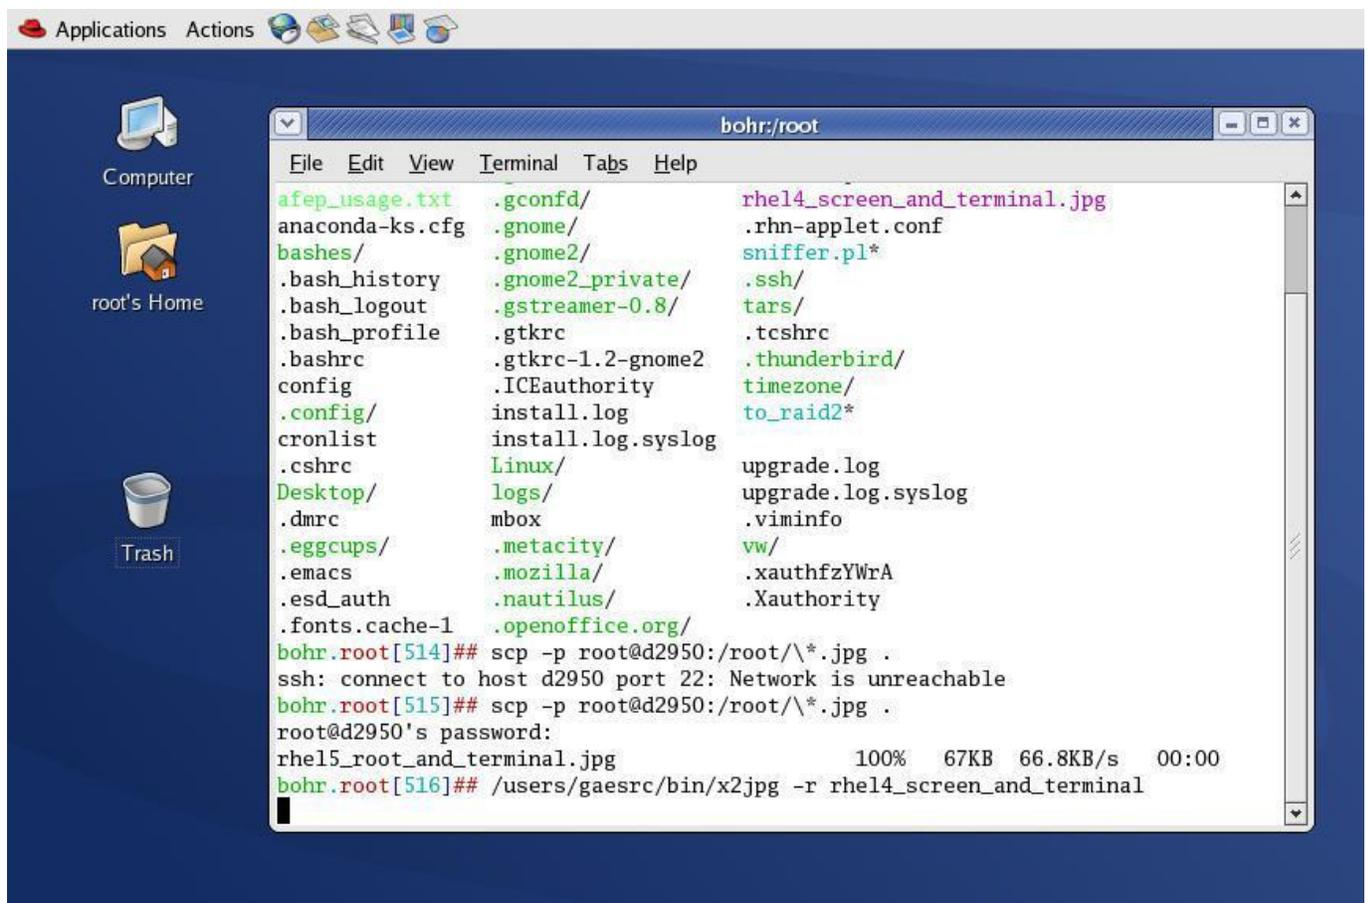 Applications Actions
Computer
root's Home
Trash
bohr:/root
File Edit View Terminal Tabs Help
afep_usage.txt .gconfd/ rhel4_screen_and_terminal.jpg
anaconda-ks.cfg .gnome/ .rhn-applet.conf
bashes/ .gnome2/ sniffer.pl*
.bash_history .gnome2_private/ .ssh/
.bash_logout .gstreamer-0.8/ tars/
.bash_profile .gtkrc .tcshrc
.bashrc .gtkrc-1.2-gnome2 .thunderbird/
config .ICEauthority timezone/
.config/ install.log to_raid2*
cronlist install.log.syslog
.cshrc Linux/ upgrade.log
Desktop/ logs/ upgrade.log.syslog
.dmrc mbox .viminfo
.eggcups/ .metacity/ vw/
.emacs .mozilla/ .xauthfzYWrA
.esd_auth .nautilus/ .Xauthority
.fonts.cache-1 .openoffice.org/
bohr.root[514]## scp -p root@d2950:/root/\*.jpg .
ssh: connect to host d2950 port 22: Network is unreachable
bohr.root[515]## scp -p root@d2950:/root/\*.jpg .
root@d2950's password:
rhel5_root_and_terminal.jpg 100% 67KB 66.8KB/s 00:00
bohr.root[516]## /users/gaesrc/bin/x2jpg -r rhel4_screen_and_terminal